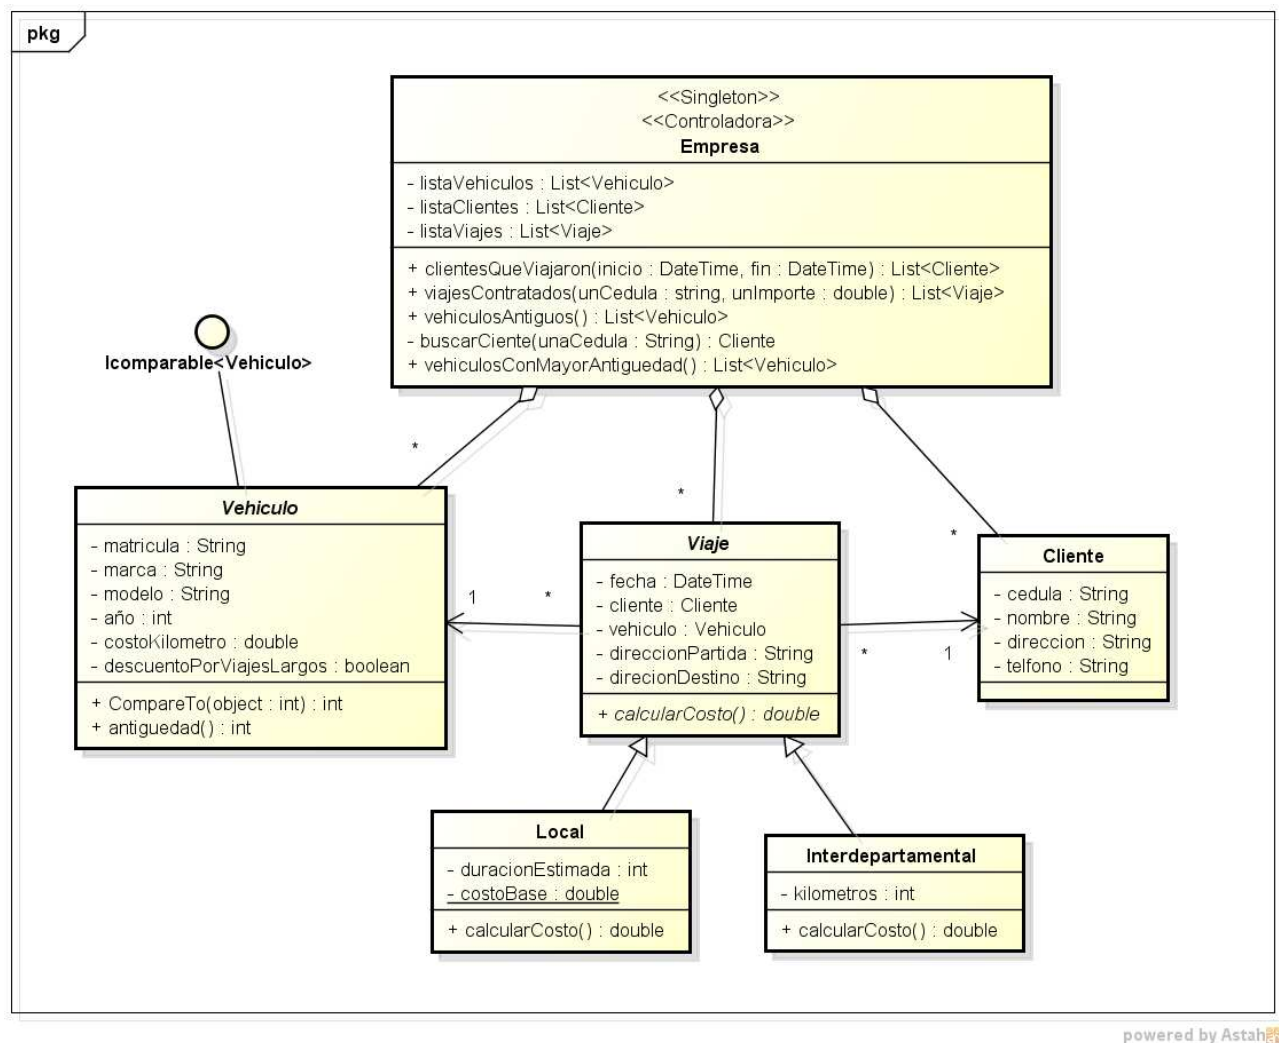 pkg
<<Singleton>>
<<Controladora>>
Empresa
- listaVehiculos : List<Vehiculo>
- listaClientes : List<Cliente>
- listaViajes : List<Viaje>
+ clientesQueViajaron(inicio : DateTime, fin : DateTime) : List<Cliente>
+ viajesContratados(unCedula : string, unImporte : double) : List<Viaje>
+ vehiculosAntiguos() : List<Vehiculo>
- buscarCiente(unaCedula : String) : Cliente
+ vehiculosConMayorAntiguedad() : List<Vehiculo>
Icomparable<Vehiculo>
*
*
*
Vehiculo
- matricula : String
- marca : String
- modelo : String
- año : int
- costoKilometro : double
- descuentoPorViajesLargos : boolean
+ CompareTo(object : int) : int
+ antiguedad() : int
1
*
Viaje
- fecha : DateTime
- cliente : Cliente
- vehiculo : Vehiculo
- direccionPartida : String
- direcionDestino : String
+ calcularCosto() : double
*
1
Cliente
- cedula : String
- nombre : String
- direccion : String
- telfono : String
Local
- duracionEstimada : int
- costoBase : double
+ calcularCosto() : double
Interdepartamental
- kilometros : int
+ calcularCosto() : double
powered by Astah